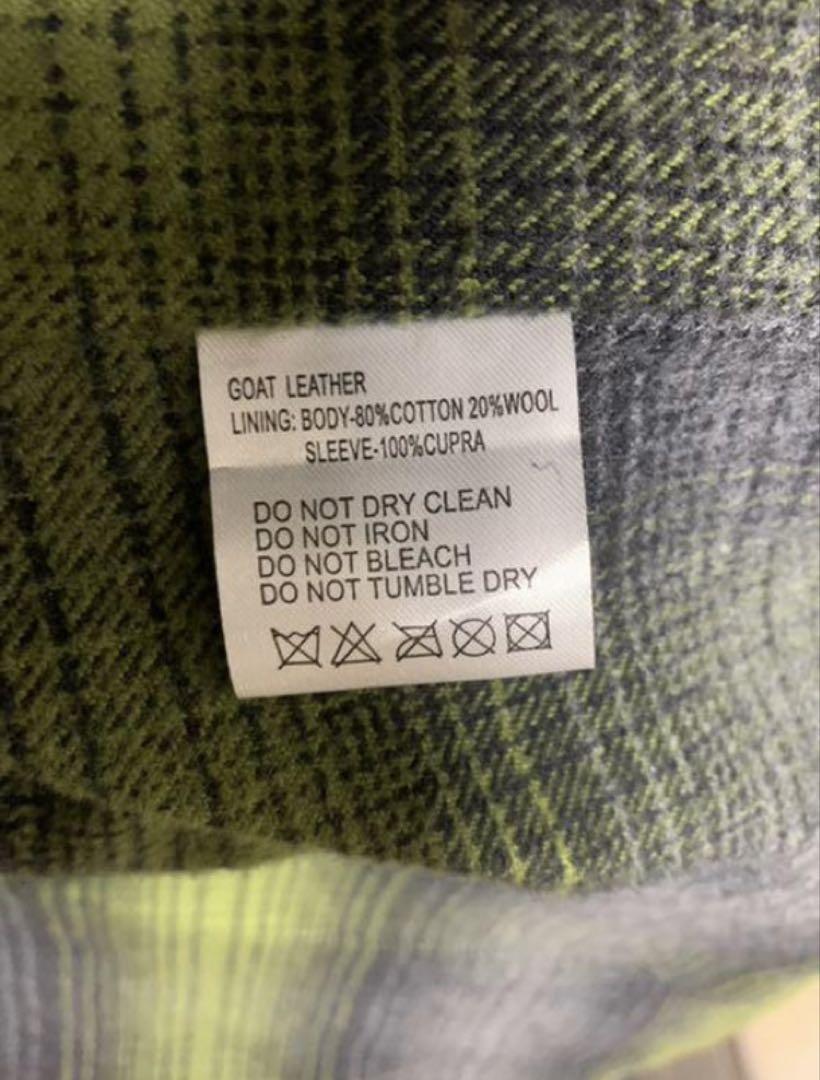 GOAT LEATHER
LINING: BODY-80%COTTON 20%WOOL
SLEEVE-100%CUPRA
DO NOT DRY CLEAN
DO NOT IRON
DO NOT BLEACH
DO NOT TUMBLE DRY